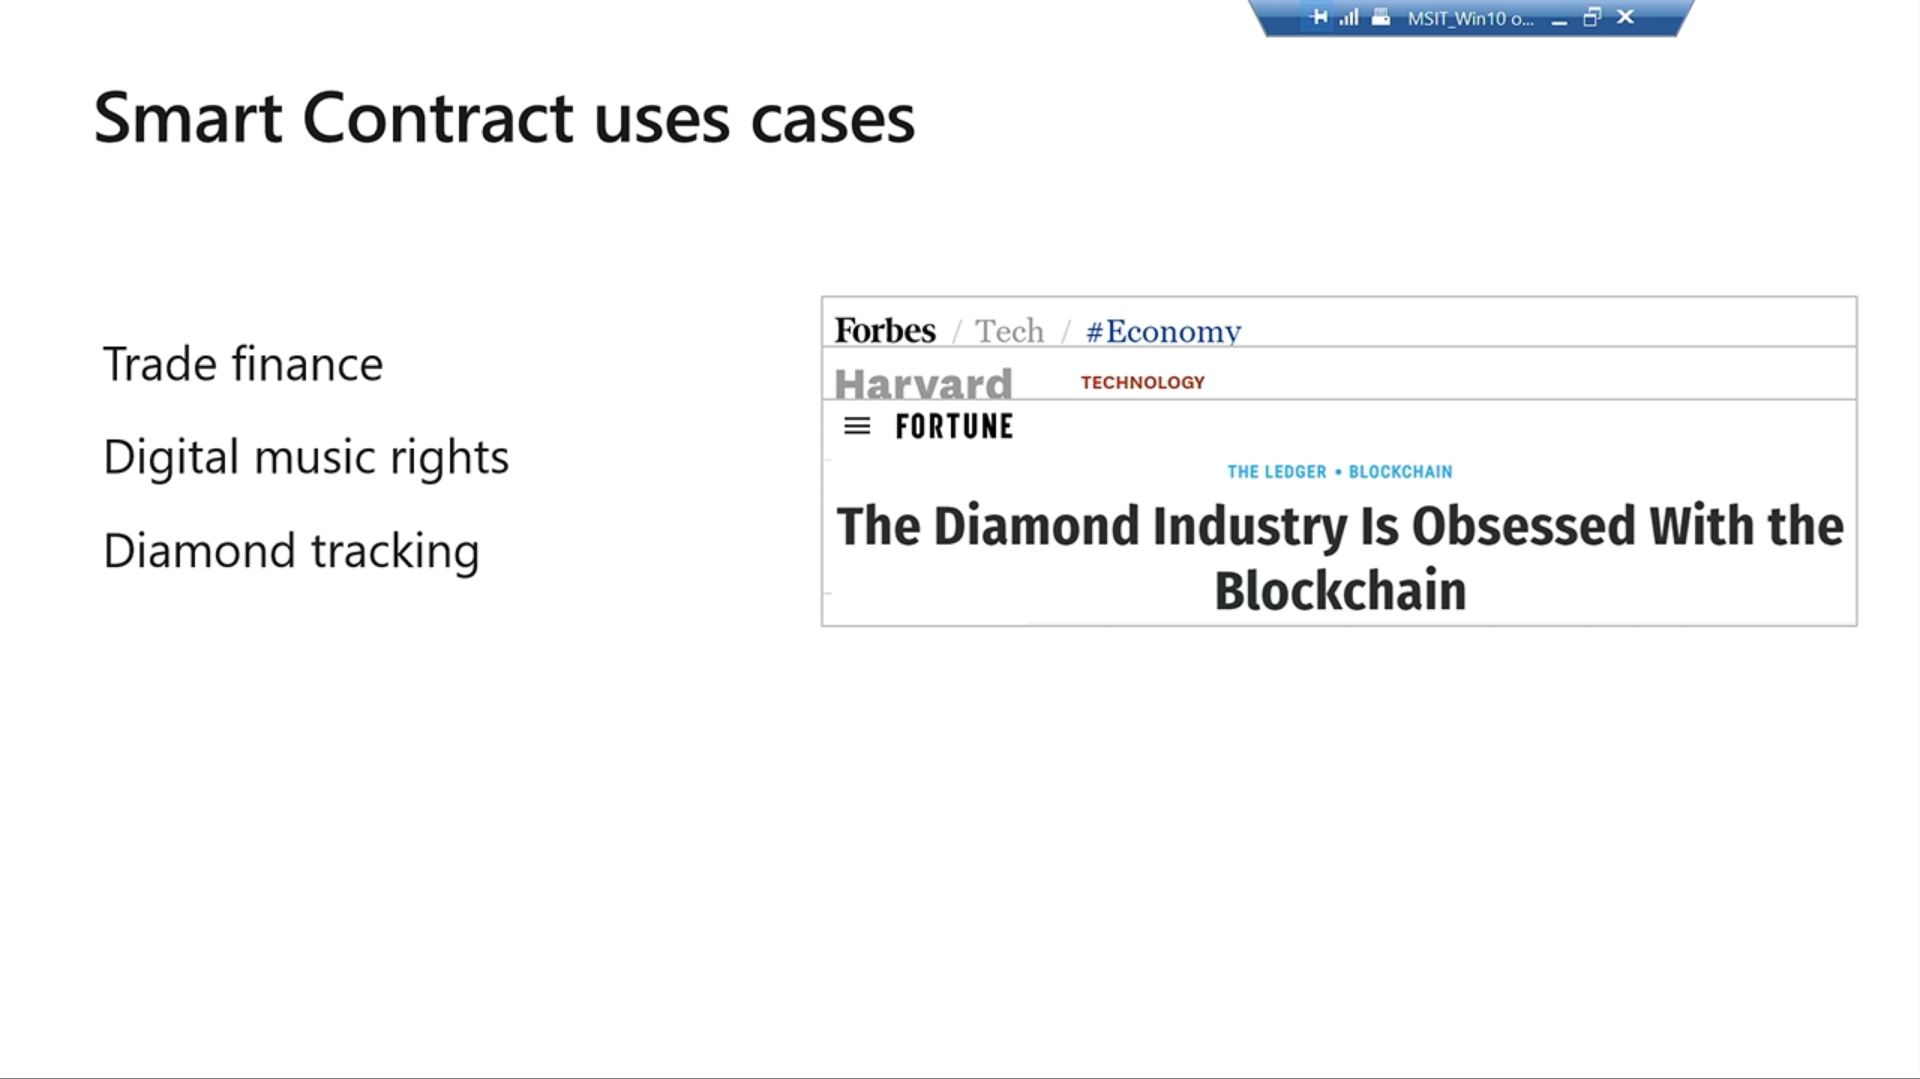 MSIT_Win10 o...
Smart Contract uses cases
Trade finance
Digital music rights
Diamond tracking
Forbes / Tech / #Economy
Harvard TECHNOLOGY
FORTUNE
THE LEDGER • BLOCKCHAIN
The Diamond Industry Is Obsessed With the
Blockchain